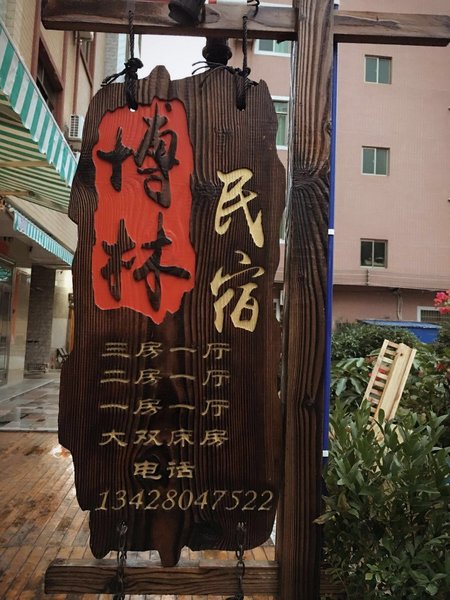 博林
民宿
三房一厅
二房一厅
一房一厅
大双床房
电话
13428047522